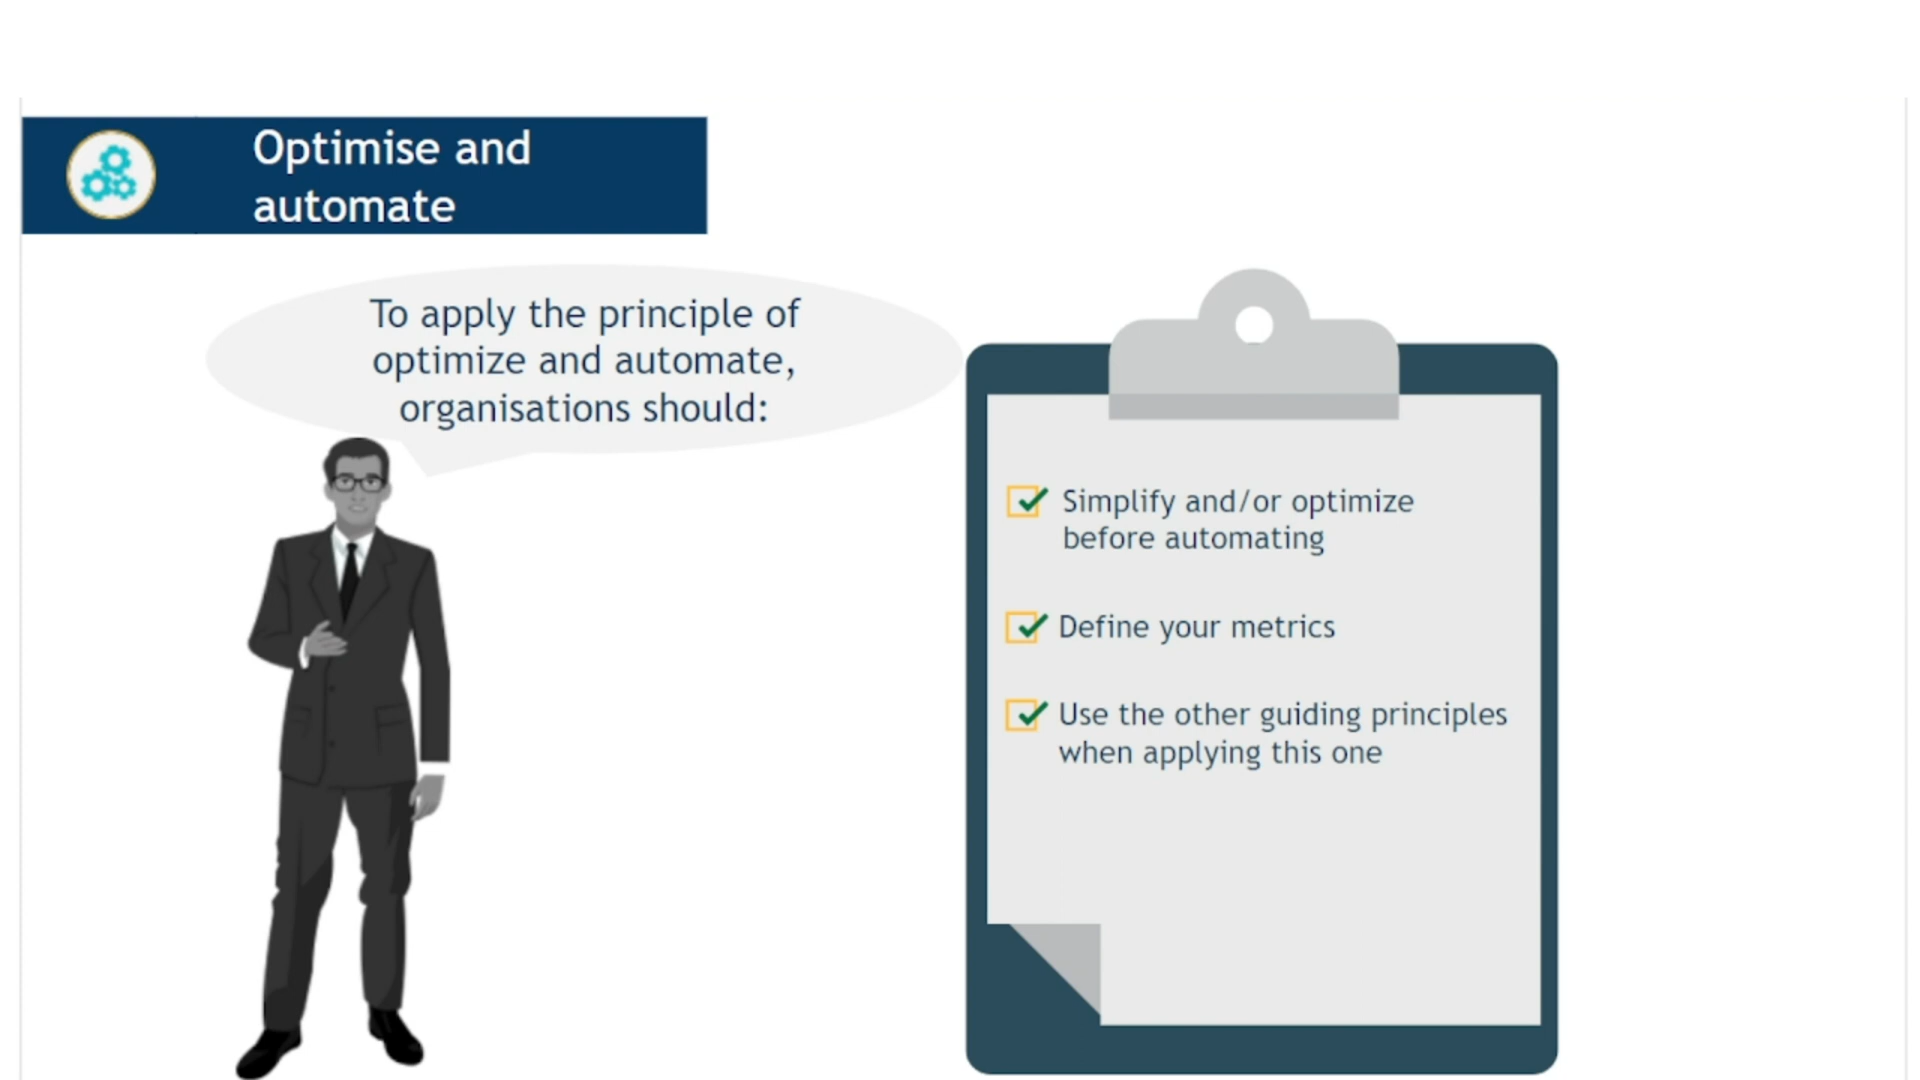 Optimise and
automate
To apply the principle of
optimize and automate,
organisations should:
Simplify and/or optimize
before automating
Define your metrics
Use the other guiding principles
when applying this one